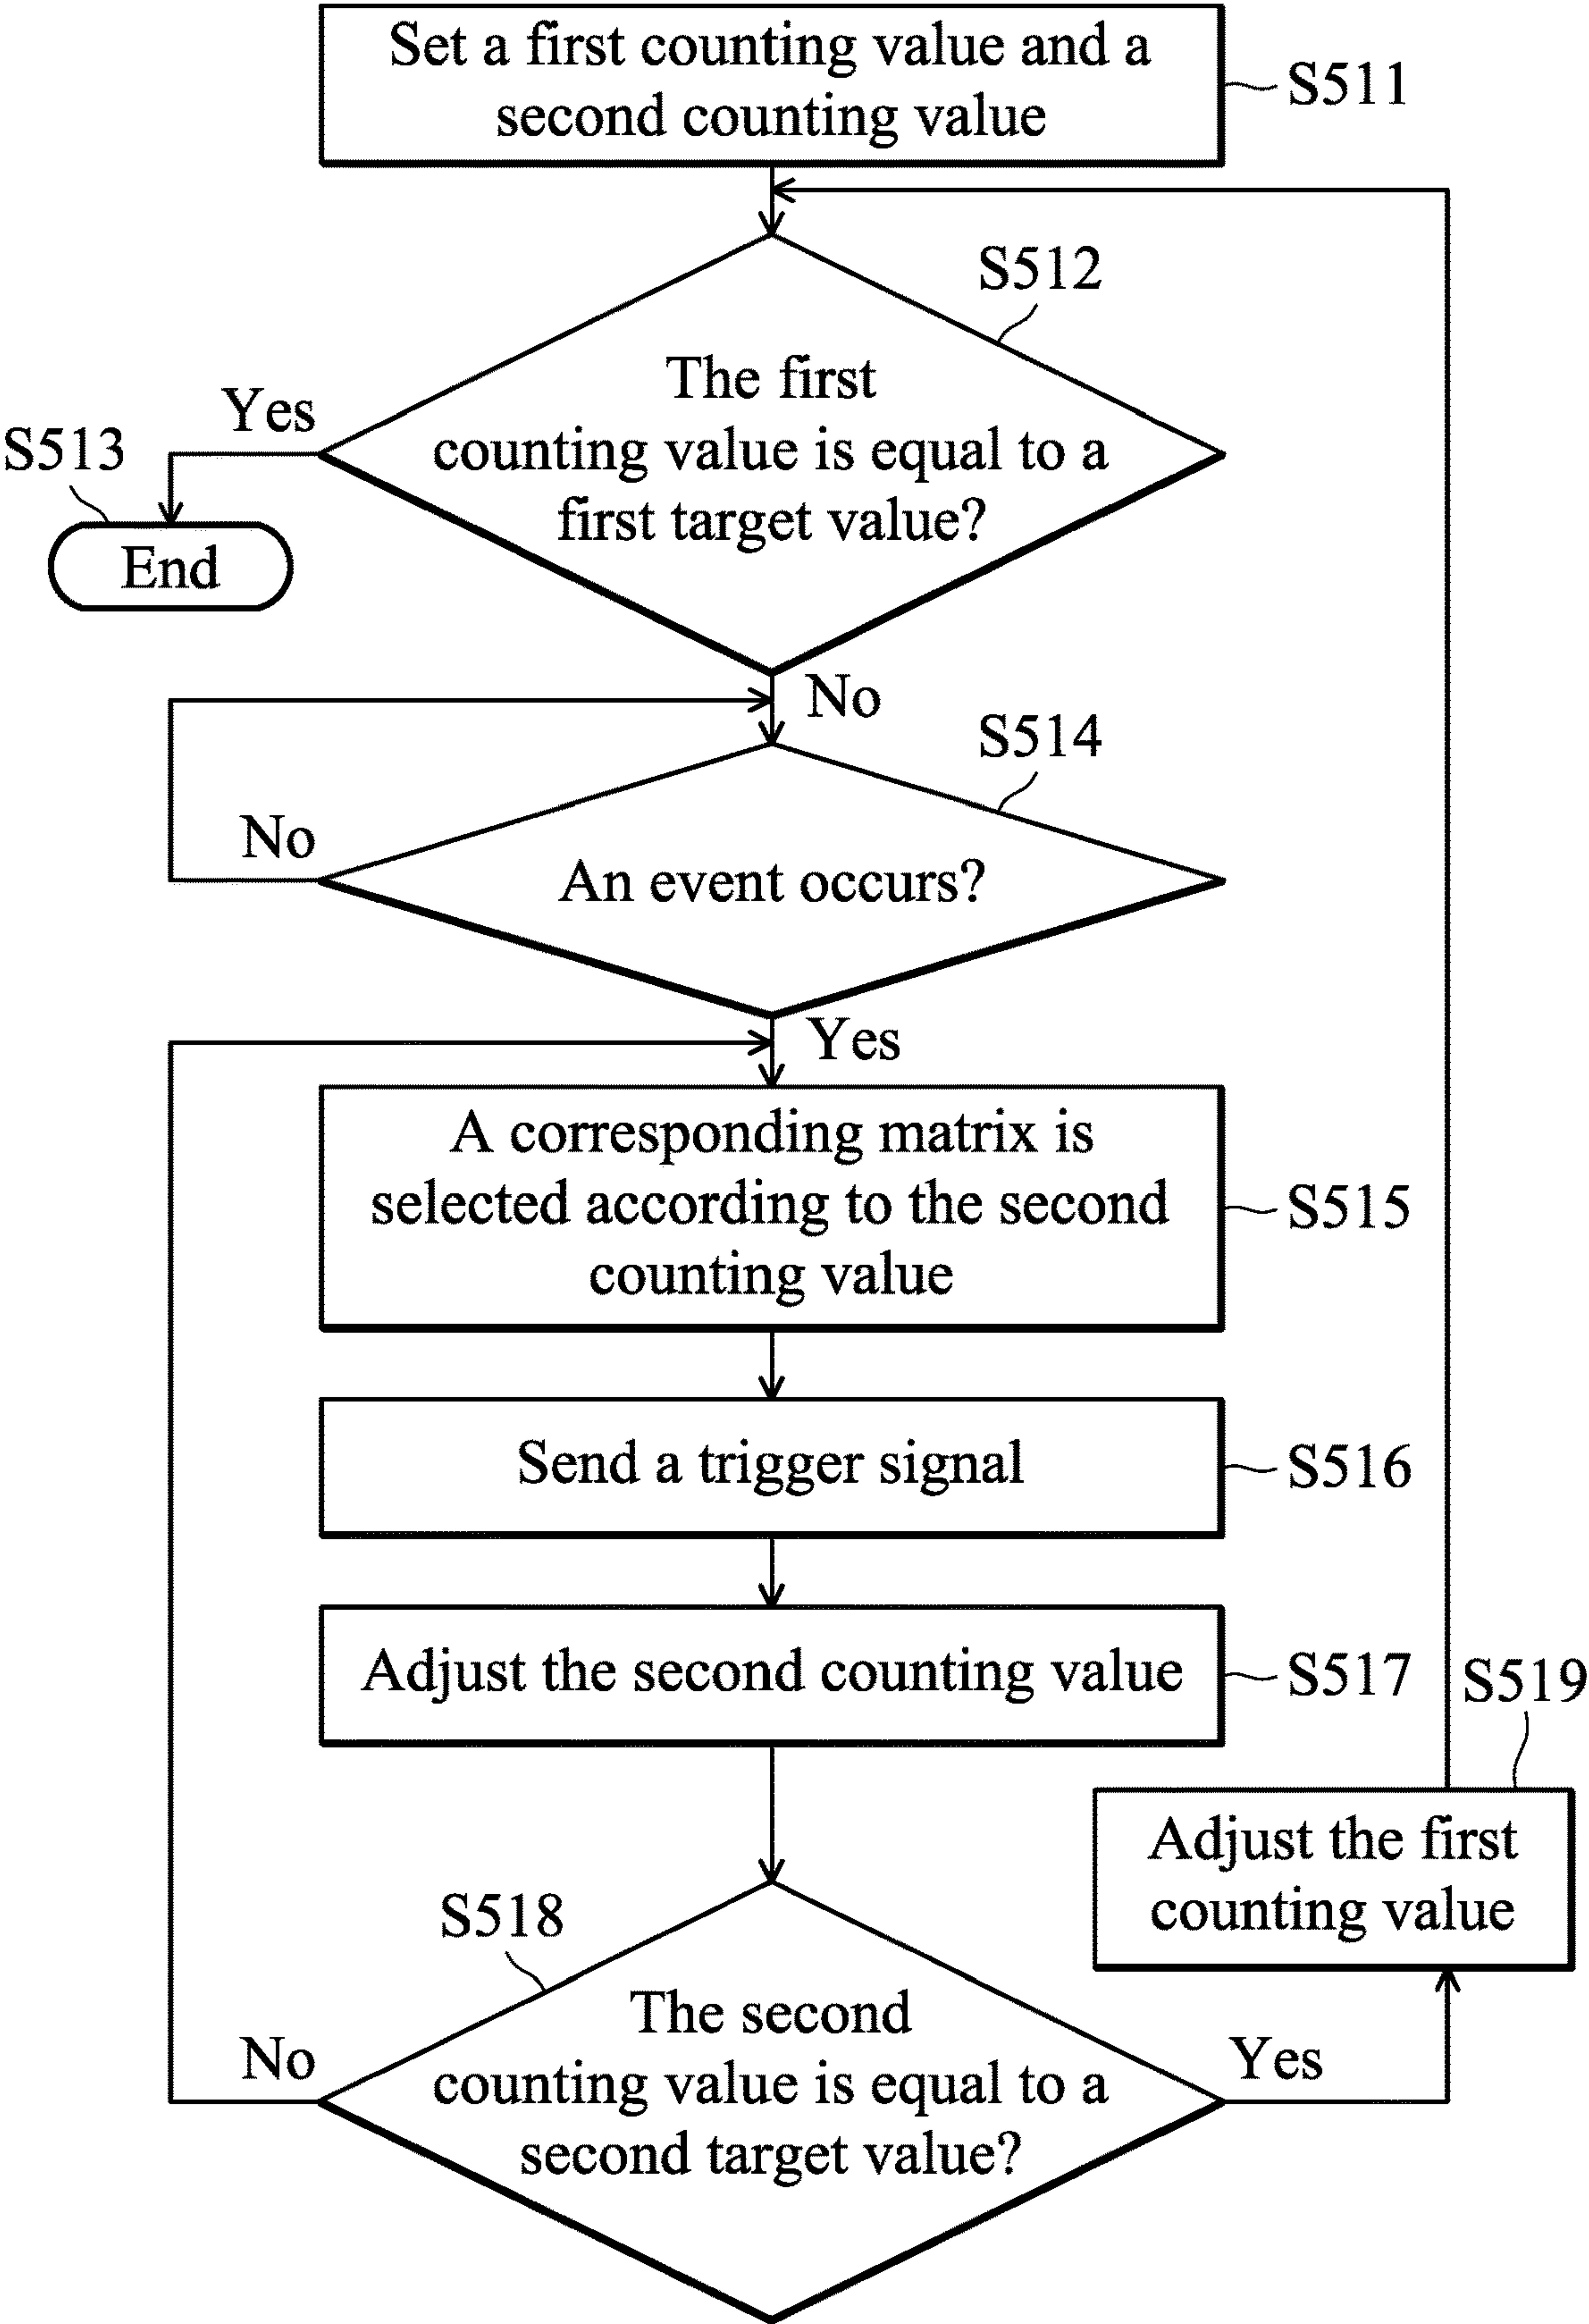 Set a first counting value and a
second counting value
S511
S512
The first
counting value is equal to a
first target value?
Yes
S513
End
No
S514
An event occurs?
No
Yes
A corresponding matrix is
selected according to the second
counting value
S515
Send a trigger signal
S516
Adjust the second counting value
S517
S519
Adjust the first
counting value
S518
The second
counting value is equal to a
second target value?
No
Yes